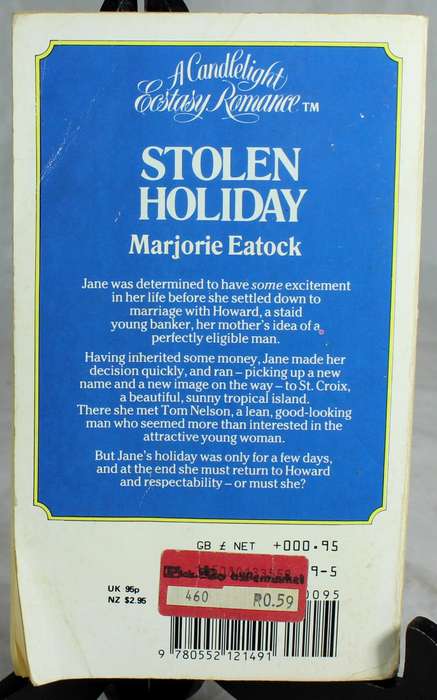 A Candlelight
Ecstasy Romance TM
STOLEN
HOLIDAY
Marjorie Eatock
Jane was determined to have some excitement
in her life before she settled down to
marriage with Howard, a staid
young banker, her mother's idea of a
perfectly eligible man.
Having inherited some money, Jane made her
decision quickly, and ran – picking up a new
name and a new image on the way – to St. Croix,
a beautiful, sunny tropical island.
There she met Tom Nelson, a lean, good-looking
man who seemed more than interested in the
attractive young woman.
But Jane's holiday was only for a few days,
and at the end she must return to Howard
and respectability – or must she?
GB £ NET +000.95
9-5
UK 95p
NZ $2.95
460 R0.59
0095
9 780552 121491